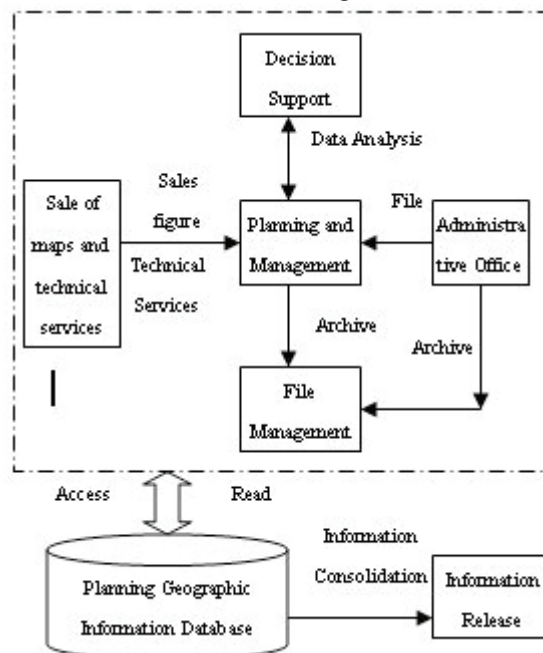 Decision
Support
Data Analysis
Sales
figure
Technical
Services
Sale of
maps and
technical
services
Planning and
Management
File
Administra
tive Office
Archive
Archive
File
Management
Access
Read
Planning Geographic
Information Database
Information
Consolidation
Information
Release